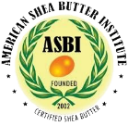 AMERICAN SHEA BUTTER INSTITUTE
ASBI
FOUNDED
2002
CERTIFIED SHEA BUTTER